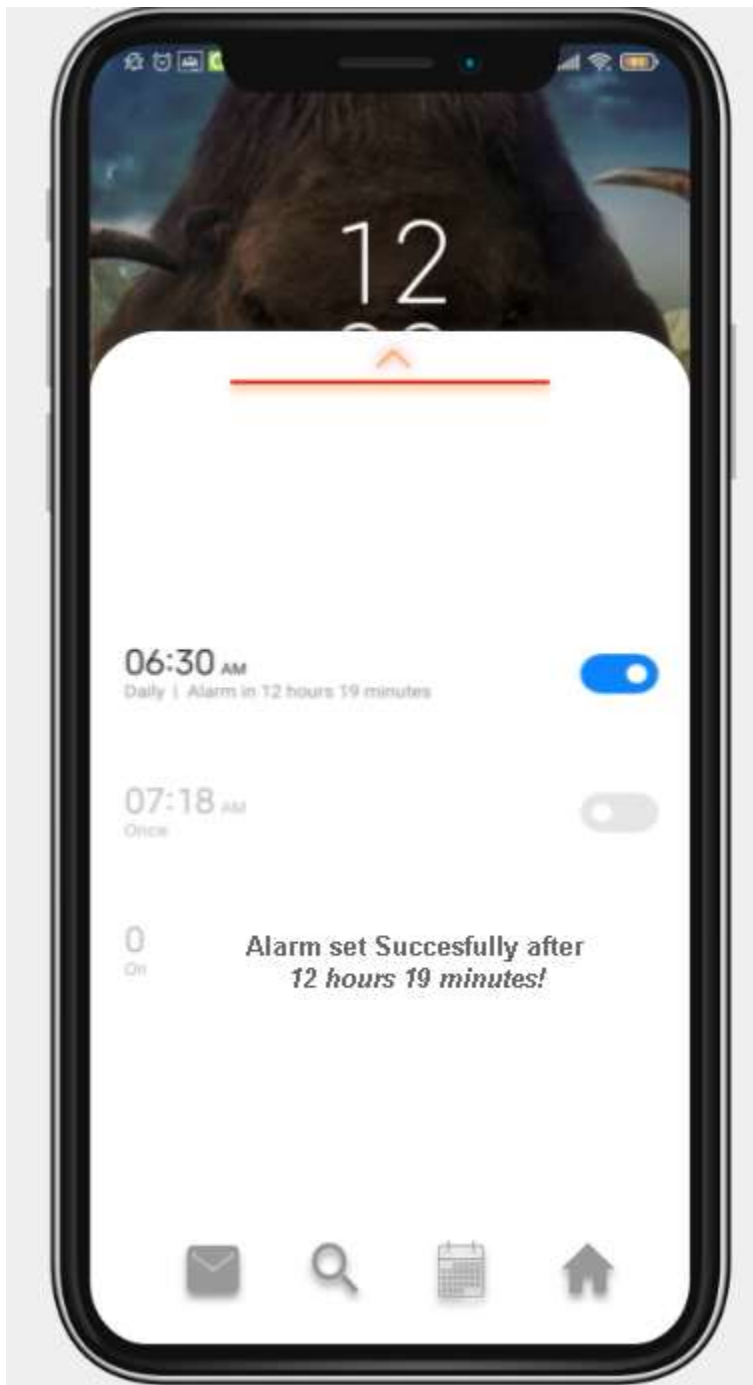 12
06:30 AM
Daily | Alarm in 12 hours 19 minutes
07:18 AM
Once
0
On
Alarm set Succesfully after
12 hours 19 minutes!